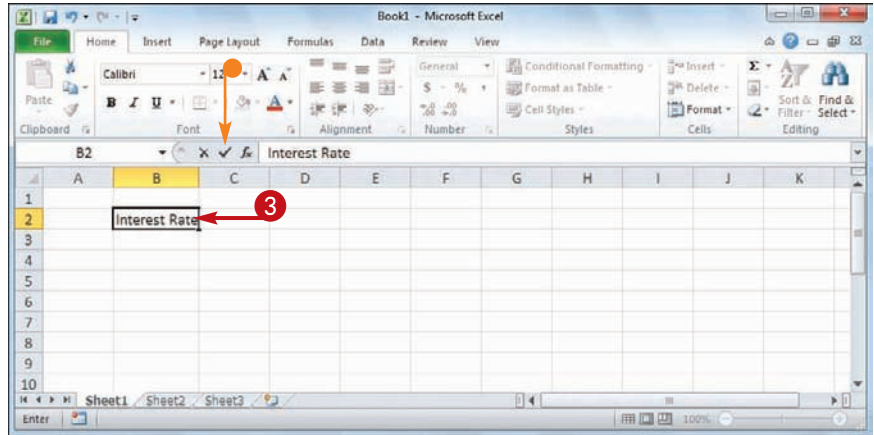 Book1 - Microsoft Excel
File Home Insert Page Layout Formulas Data Review View
Calibri 12 A A General Conditional Formatting Insert Σ
Paste B I U A $ % , Format as Table Delete Sort & Filter Find & Select
Cell Styles Format
Clipboard Font Alignment Number Styles Cells Editing
B2 fx Interest Rate
A B C D E F G H I J K
1
2 Interest Rate 3
3
4
5
6
7
8
9
10
Sheet1 Sheet2 Sheet3
Enter 100%